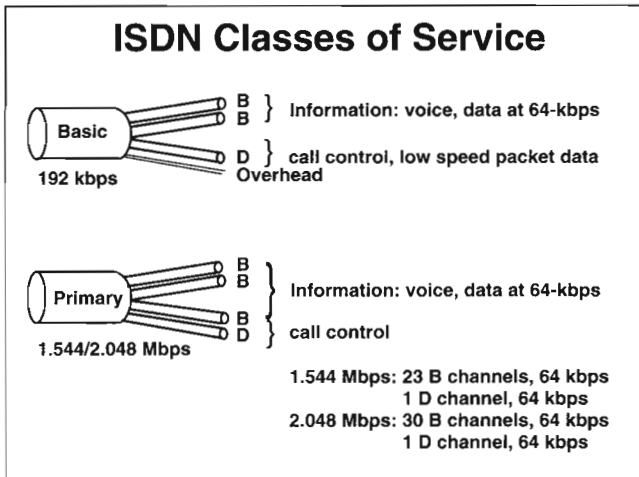 ISDN Classes of Service
B
B } Information: voice, data at 64-kbps
Basic
D } call control, low speed packet data
Overhead
192 kbps
B
B } Information: voice, data at 64-kbps
Primary
B
D } call control
1.544/2.048 Mbps
1.544 Mbps: 23 B channels, 64 kbps
1 D channel, 64 kbps
2.048 Mbps: 30 B channels, 64 kbps
1 D channel, 64 kbps